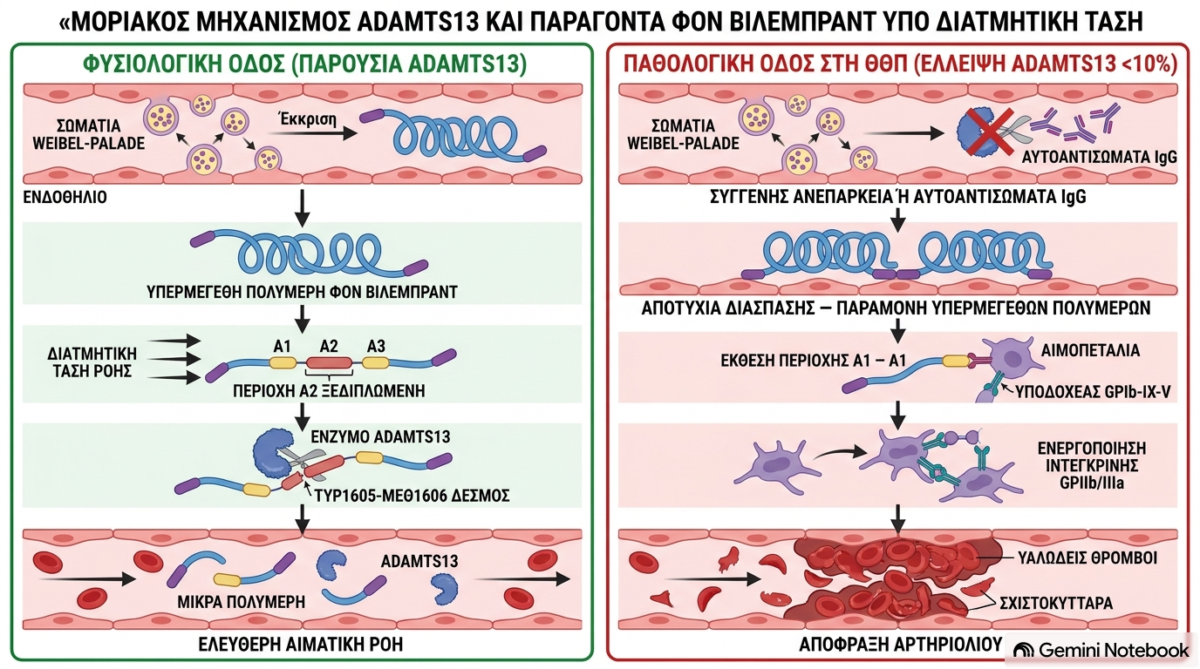 «ΜΟΡΙΑΚΟΣ ΜΗΧΑΝΙΣΜΟΣ ADAMTS13 ΚΑΙ ΠΑΡΑΓΟΝΤΑ ΦΟΝ ΒΙΛΕΜΠΡΑΝΤ ΥΠΟ ΔΙΑΤΜΗΤΙΚΗ ΤΑΣΗ
ΦΥΣΙΟΛΟΓΙΚΗ ΟΔΟΣ (ΠΑΡΟΥΣΙΑ ADAMTS13)
ΣΩΜΑΤΙΑ
WEIBEL-PALADE
Έκκριση
ΕΝΔΟΘΗΛΙΟ
ΥΠΕΡΜΕΓΕΘΗ ΠΟΛΥΜΕΡΗ ΦΟΝ ΒΙΛΕΜΠΡΑΝΤ
ΔΙΑΤΜΗΤΙΚΗ
ΤΑΣΗ ΡΟΗΣ
A1
A2
A3
ΠΕΡΙΟΧΗ A2 ΞΕΔΙΠΛΩΜΕΝΗ
ΕΝΖΥΜΟ ADAMTS13
ΤΥΡ1605-ΜΕΘ1606 ΔΕΣΜΟΣ
ADAMTS13
ΜΙΚΡΑ ΠΟΛΥΜΕΡΗ
ΕΛΕΥΘΕΡΗ ΑΙΜΑΤΙΚΗ ΡΟΗ
ΠΑΘΟΛΟΓΙΚΗ ΟΔΟΣ ΣΤΗ ΘΘΠ (ΕΛΛΕΙΨΗ ADAMTS13 <10%)
ΣΩΜΑΤΙΑ
WEIBEL-PALADE
ΑΥΤΟΑΝΤΙΣΩΜΑΤΑ IgG
ΣΥΓΓΕΝΗΣ ΑΝΕΠΑΡΚΕΙΑ Ή ΑΥΤΟΑΝΤΙΣΩΜΑΤΑ IgG
ΑΠΟΤΥΧΙΑ ΔΙΑΣΠΑΣΗΣ — ΠΑΡΑΜΟΝΗ ΥΠΕΡΜΕΓΕΘΩΝ ΠΟΛΥΜΕΡΩΝ
ΕΚΘΕΣΗ ΠΕΡΙΟΧΗΣ A1 – A1
ΑΙΜΟΠΕΤΑΛΙΑ
ΥΠΟΔΟΧΕΑΣ GPIb-IX-V
ΕΝΕΡΓΟΠΟΙΗΣΗ
ΙΝΤΕΓΚΡΙΝΗΣ
GPIIb/IIIa
ΥΑΛΩΔΕΙΣ ΘΡΟΜΒΟΙ
ΣΧΙΣΤΟΚΥΤΤΑΡΑ
ΑΠΟΦΡΑΞΗ ΑΡΤΗΡΙΟΛΙΟΥ
Gemini Notebook